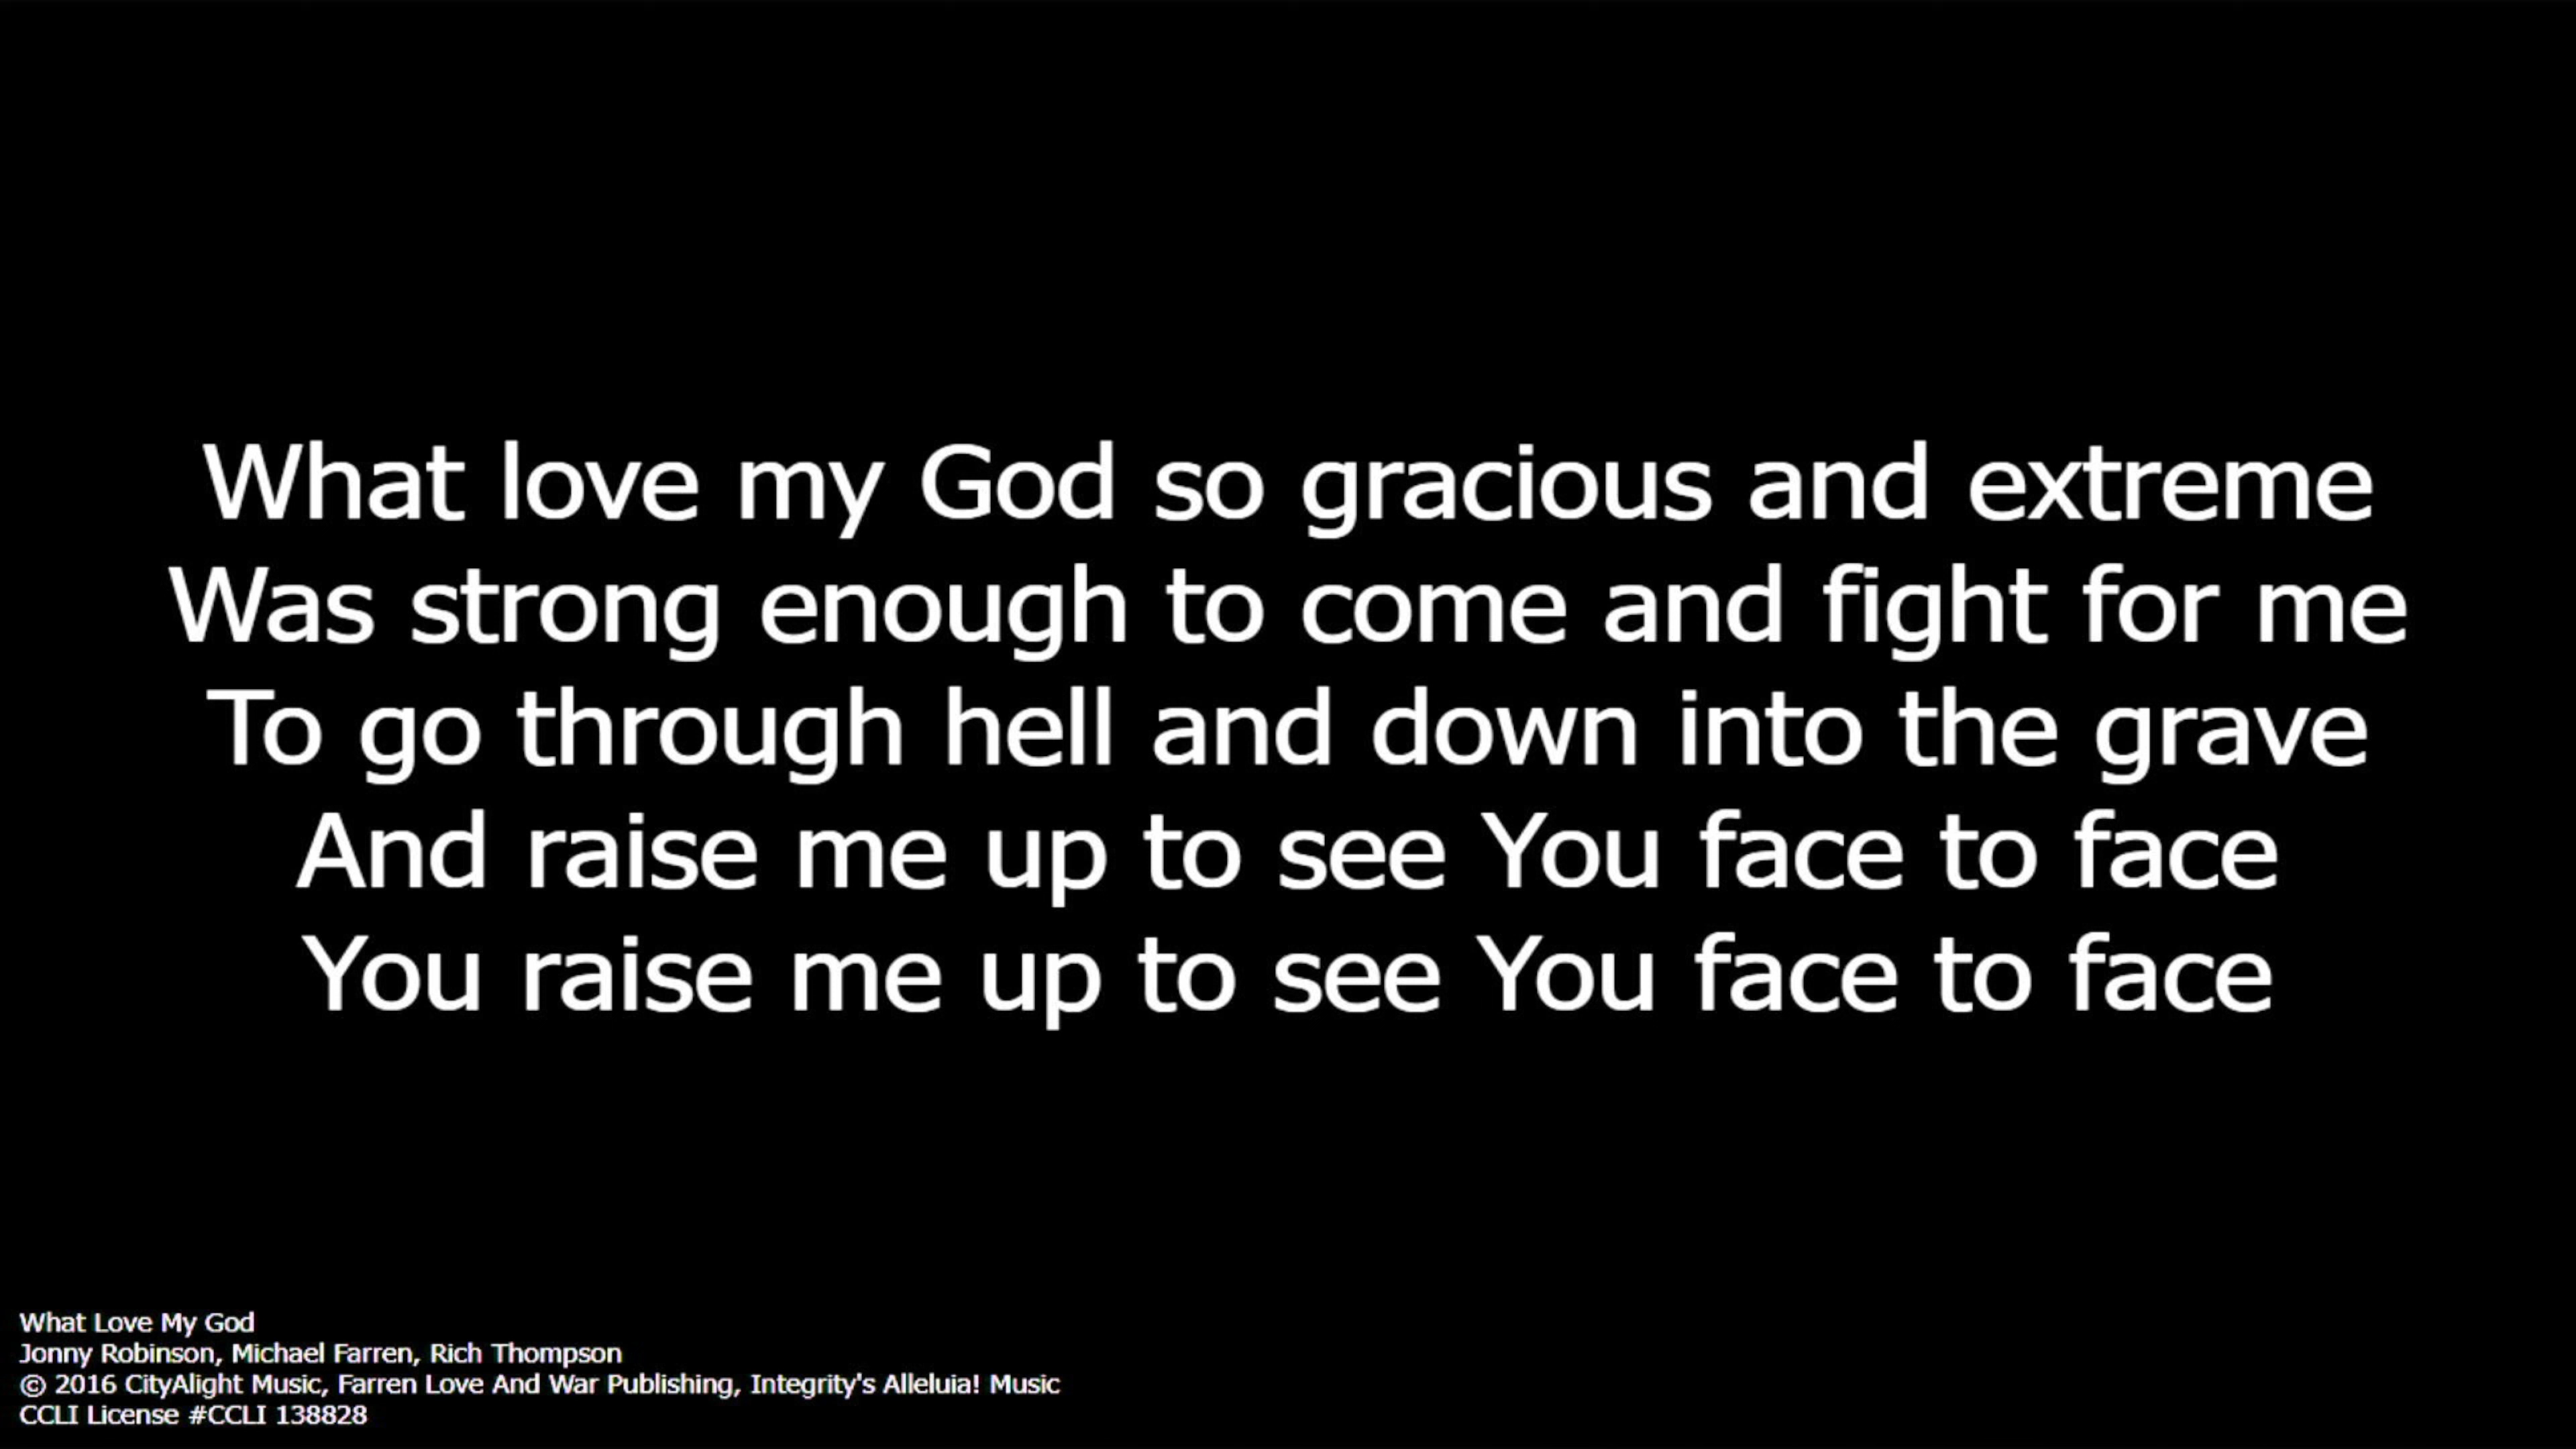 What love my God so gracious and extreme
Was strong enough to come and fight for me
To go through hell and down into the grave
And raise me up to see You face to face
You raise me up to see You face to face
What Love My God
Jonny Robinson, Michael Farren, Rich Thompson
© 2016 CityAlight Music, Farren Love And War Publishing, Integrity's Alleluia! Music
CCLI License #CCLI 138828